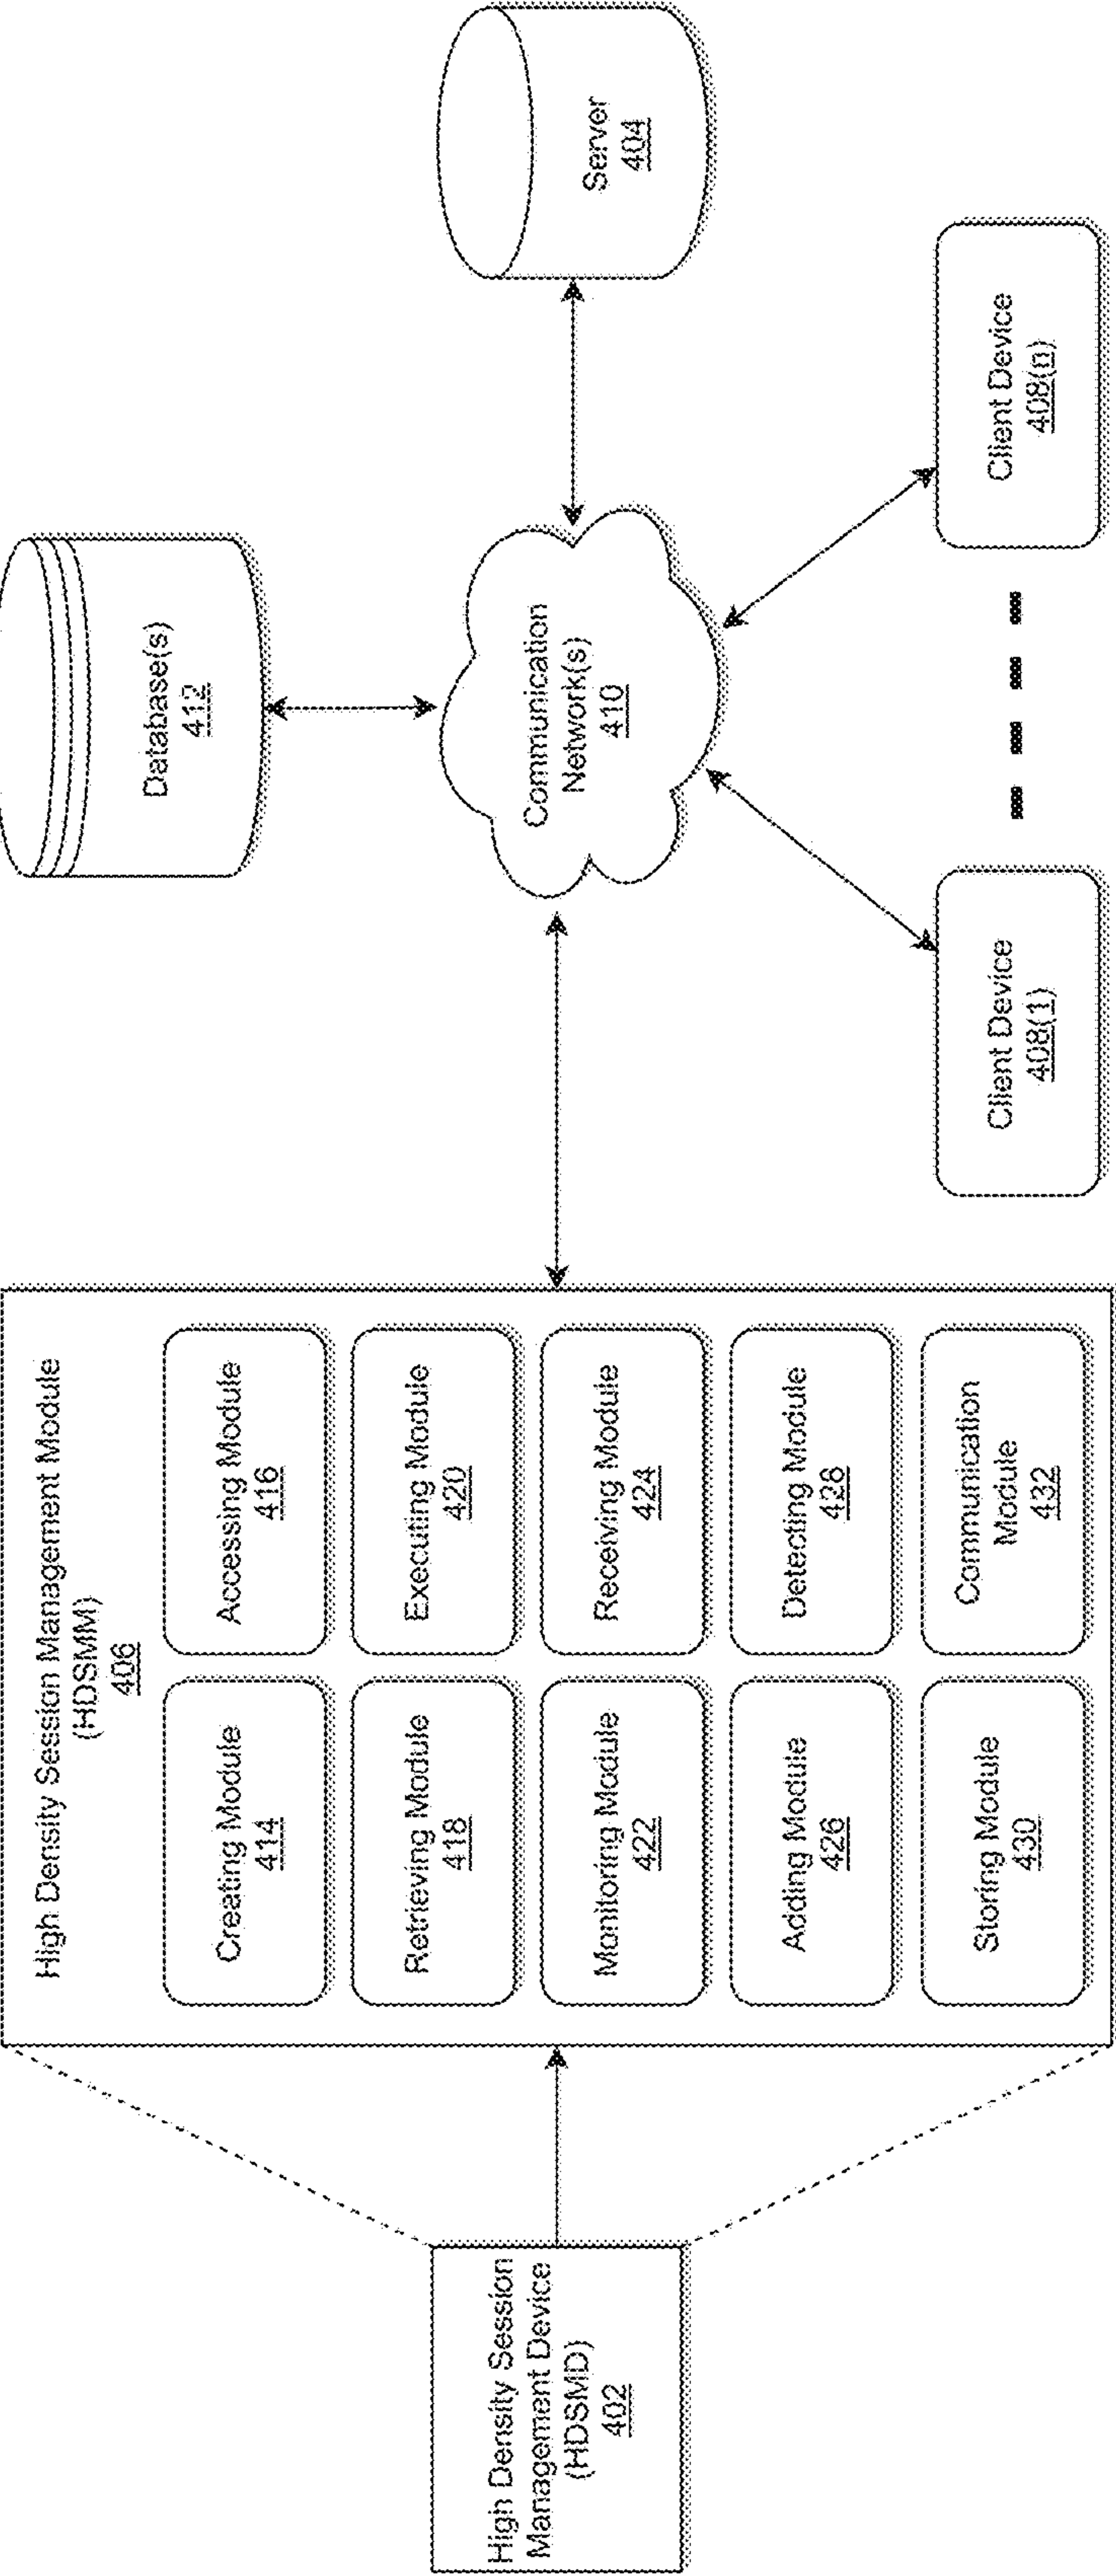 High Density Session
Management Device
(HDSMD)
402
High Density Session Management Module
(HDSMM)
406
Creating Module
414
Accessing Module
416
Retrieving Module
418
Executing Module
420
Monitoring Module
422
Receiving Module
424
Adding Module
426
Detecting Module
428
Storing Module
430
Communication
Module
432
Database(s)
412
Communication
Network(s)
410
Server
404
Client Device
408(1)
Client Device
408(n)